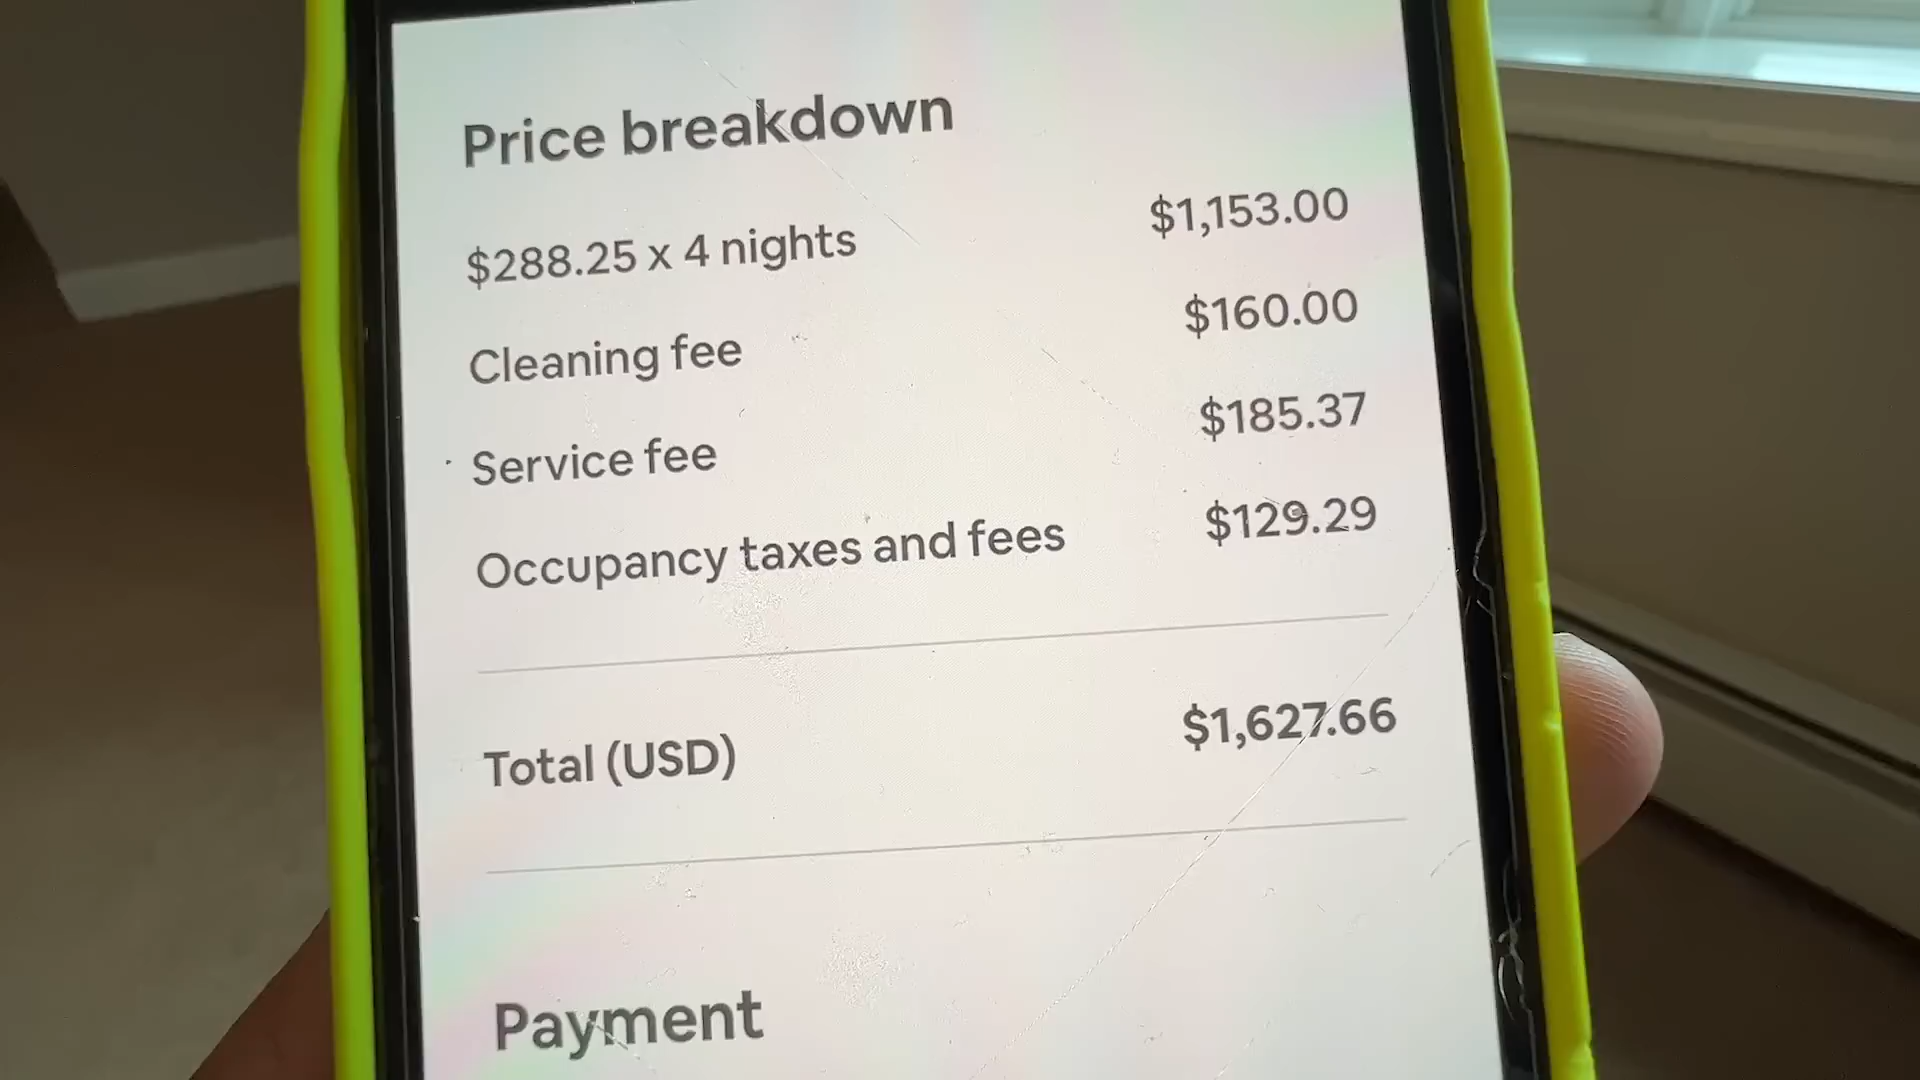 Price breakdown
$288.25 x 4 nights $1,153.00
Cleaning fee $160.00
Service fee $185.37
Occupancy taxes and fees $129.29
Total (USD) $1,627.66
Payment